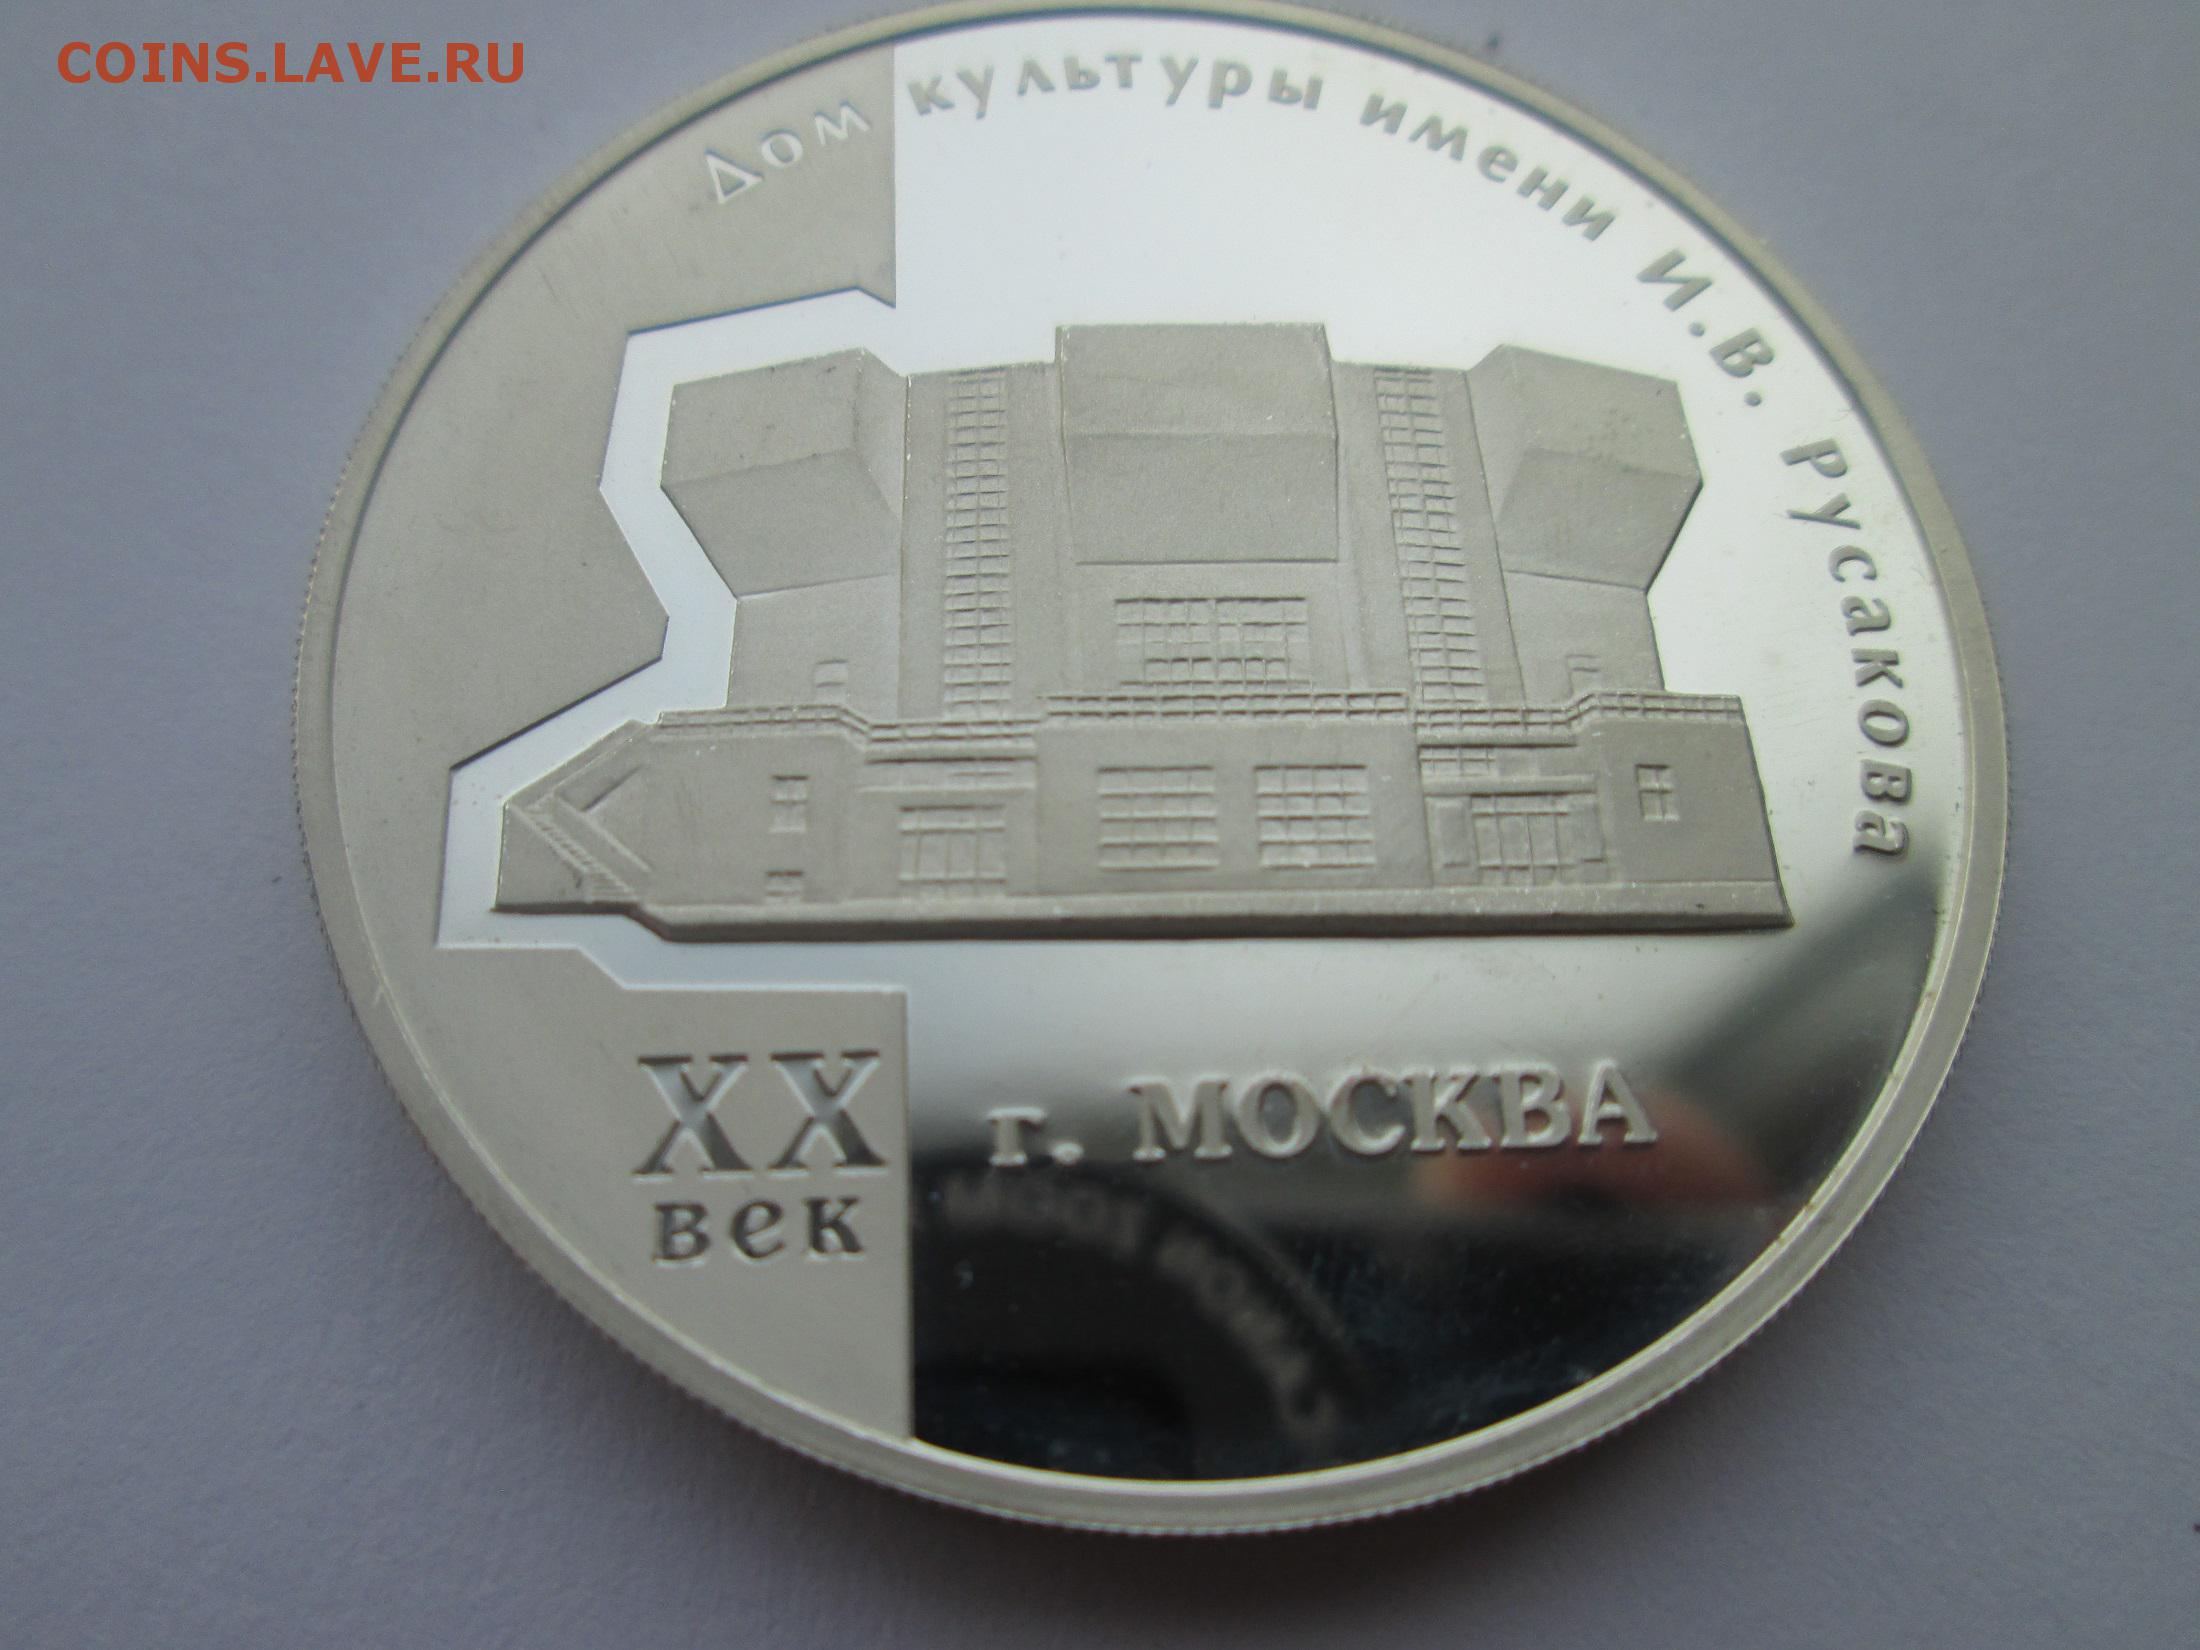 COINS.LAVE.RU
Дом культуры имени И.В. Русакова
XX
век
г. МОСКВА